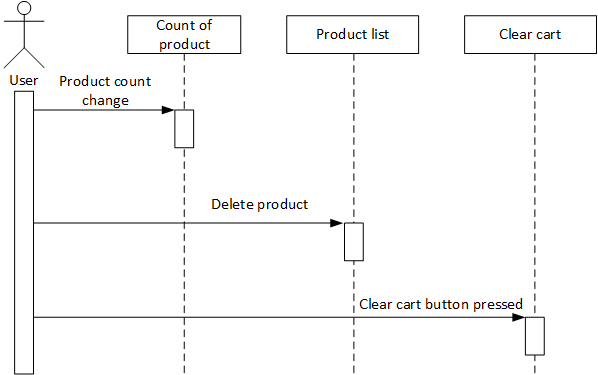 Count of
product
Product list
Clear cart
User
Product count
change
Delete product
Clear cart button pressed